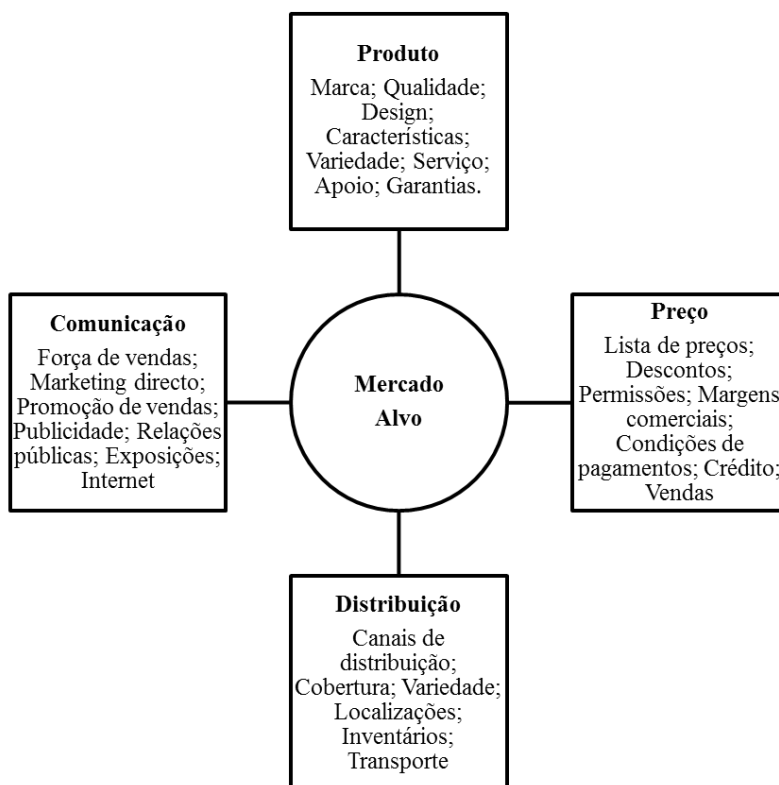 Produto
Marca; Qualidade;
Design;
Características;
Variedade; Serviço;
Apoio; Garantias.
Comunicação
Força de vendas;
Marketing directo;
Promoção de vendas;
Publicidade; Relações
públicas; Exposições;
Internet
Mercado
Alvo
Preço
Lista de preços;
Descontos;
Permissões; Margens
comerciais;
Condições de
pagamentos; Crédito;
Vendas
Distribuição
Canais de
distribuição;
Cobertura; Variedade;
Localizações;
Inventários;
Transporte